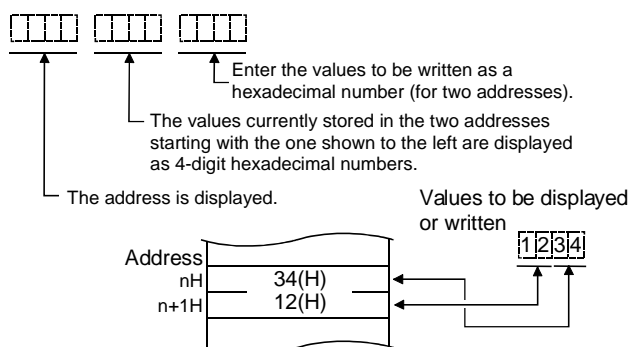 Enter the values to be written as a
hexadecimal number (for two addresses).
The values currently stored in the two addresses
starting with the one shown to the left are displayed
as 4-digit hexadecimal numbers.
The address is displayed.
Values to be displayed
or written
1234
Address
nH 34(H)
n+1H 12(H)